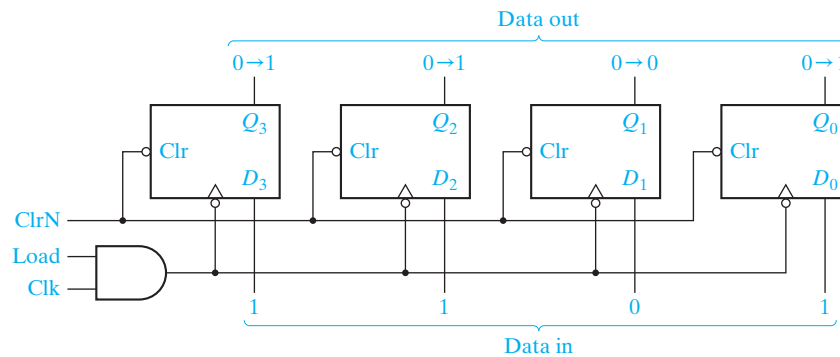 Data out
0→1 0→1 0→0 0→1
Q₃ Q₂ Q₁ Q₀
Clr Clr Clr Clr
D₃ D₂ D₁ D₀
ClrN
Load
Clk
1 1 0 1
Data in